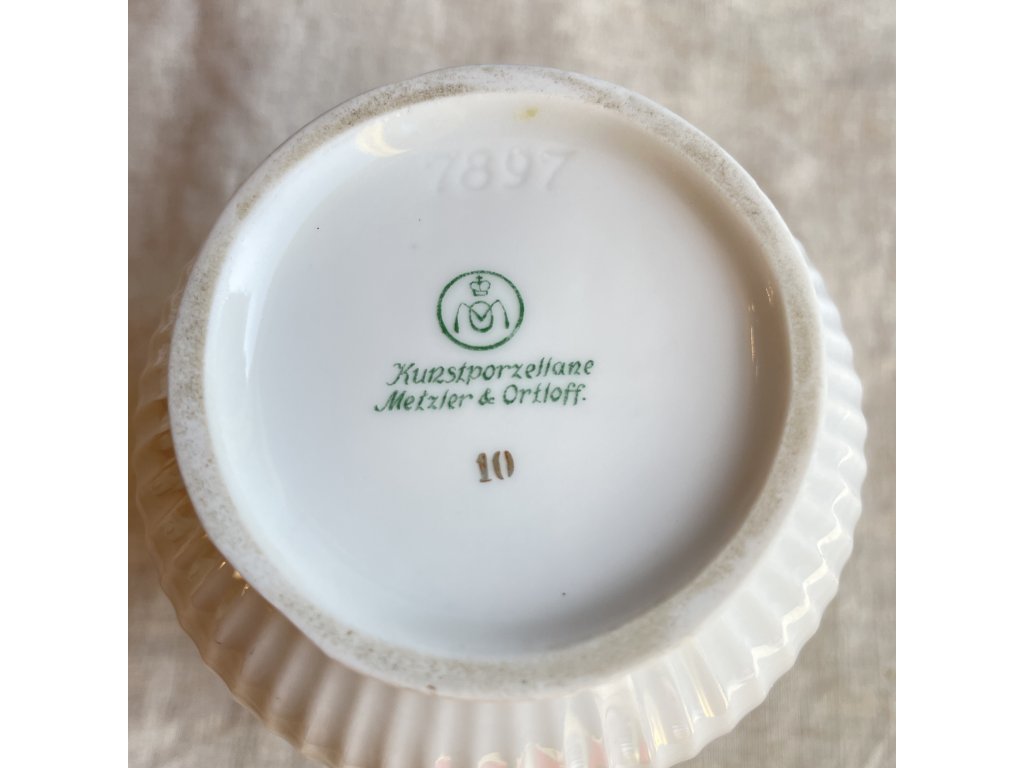 7897
Kunstporzellane
Metzler & Ortloff.
10